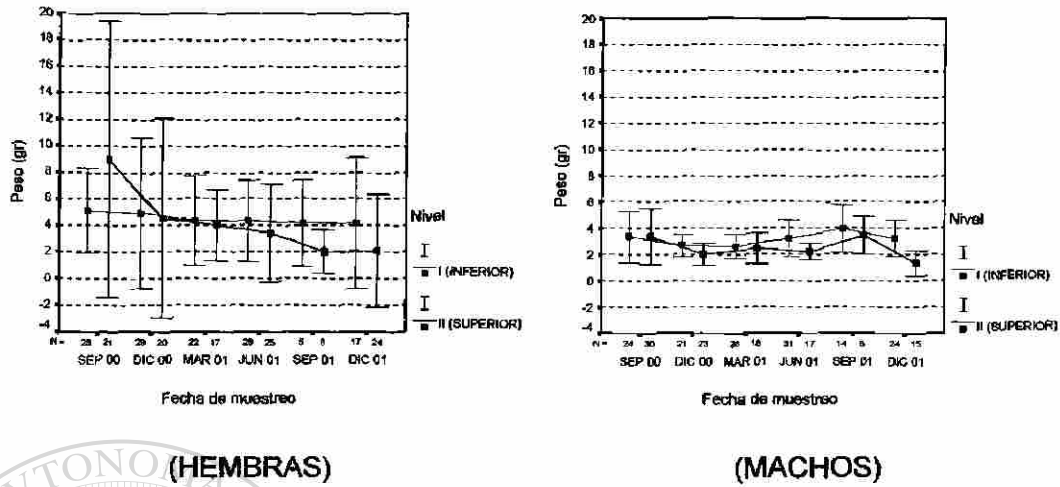 20
18
16
14
12
10
8
6
4
2
0
-2
-4
Peso (gr)
N = 28 21 29 20 22 17 29 25 5 8 17 24
SEP 00 DIC 00 MAR 01 JUN 01 SEP 01 DIC 01
Fecha de muestreo
Nivel
I (INFERIOR)
II (SUPERIOR)
(HEMBRAS)
20
18
16
14
12
10
8
6
4
2
0
-2
-4
Peso (gr)
N = 24 30 21 23 26 18 31 17 14 6 24 15
SEP 00 DIC 00 MAR 01 JUN 01 SEP 01 DIC 01
Fecha de muestreo
Nivel
I (INFERIOR)
II (SUPERIOR)
(MACHOS)